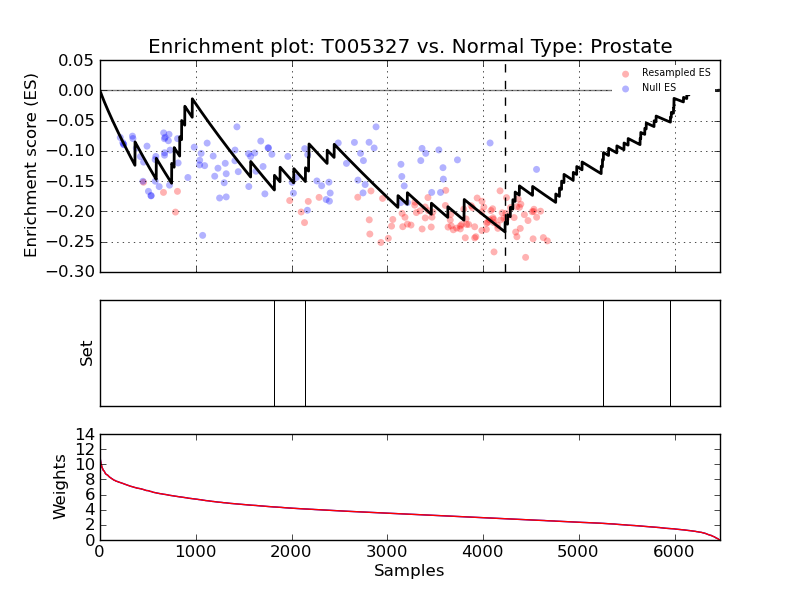 Enrichment plot: T005327 vs. Normal Type: Prostate
Enrichment score (ES)
0.05
0.00
−0.05
−0.10
−0.15
−0.20
−0.25
−0.30
Resampled ES
Null ES
Set
Weights
14
12
10
8
6
4
2
0
0 1000 2000 3000 4000 5000 6000
Samples